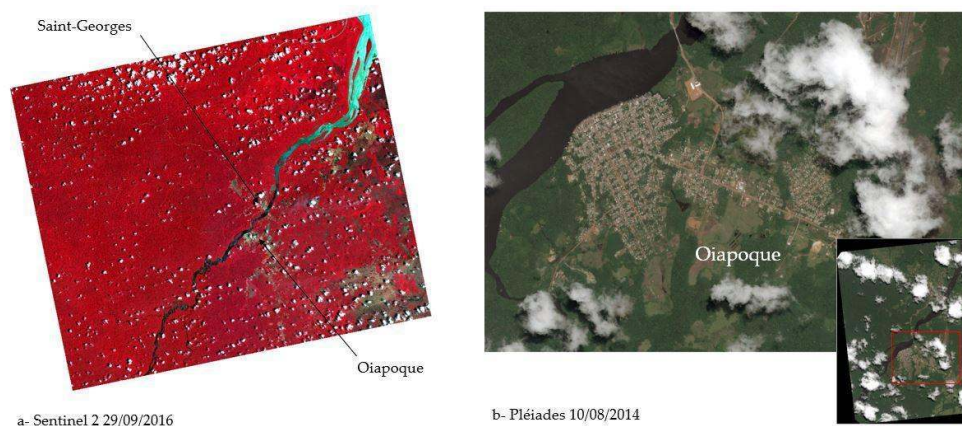 Saint-Georges
Oiapoque
a- Sentinel 2 29/09/2016
Oiapoque
b- Pléiades 10/08/2014